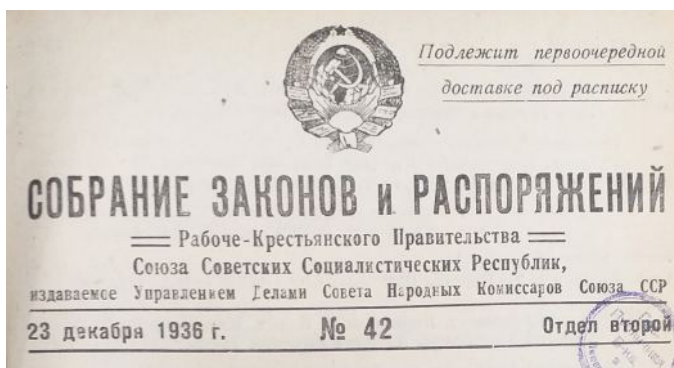 Подлежит первоочередной
доставке под расписку
СОБРАНИЕ ЗАКОНОВ и РАСПОРЯЖЕНИЙ
Рабоче-Крестьянского Правительства
Союза Советских Социалистических Республик,
издаваемое Управлением Делами Совета Народных Комиссаров Союза ССР
23 декабря 1936 г. № 42 Отдел второй